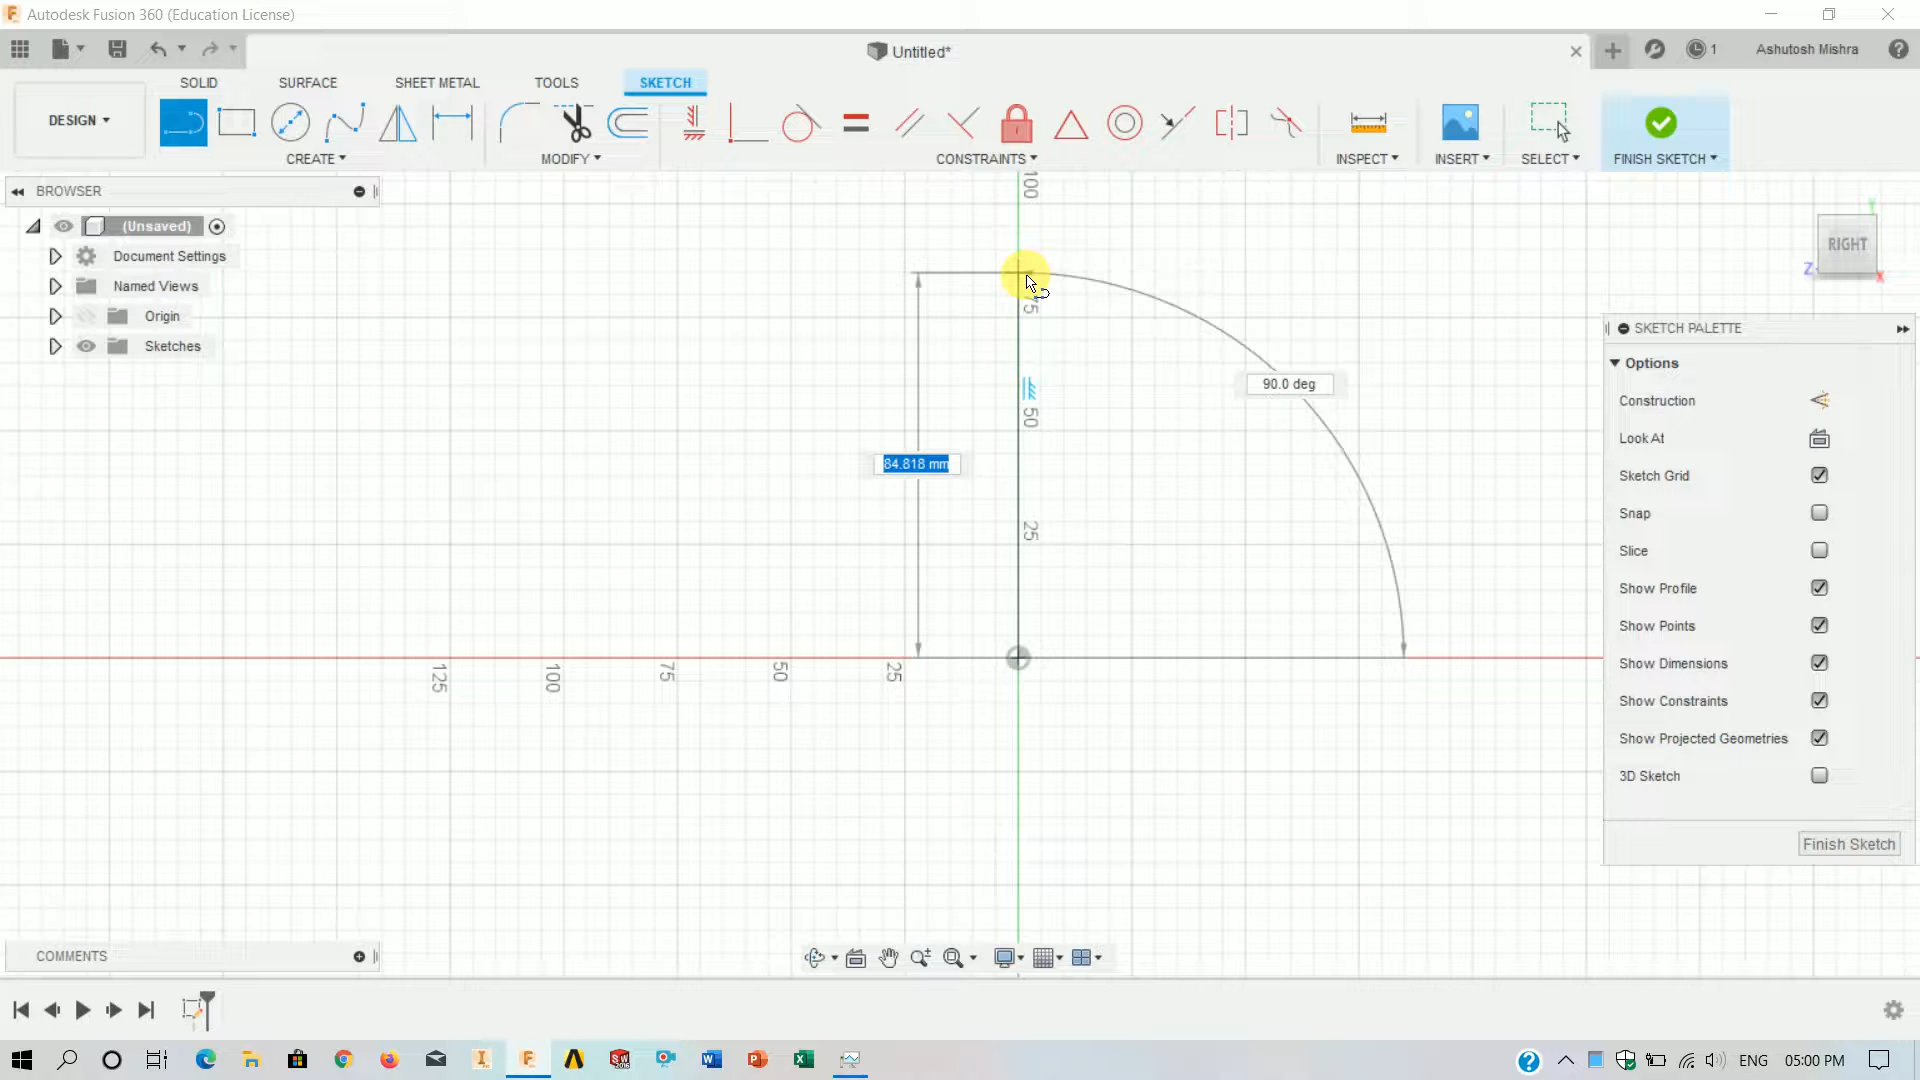 Autodesk Fusion 360 (Education License)
Untitled*
1
Ashutosh Mishra
DESIGN
SOLID
SURFACE
SHEET METAL
TOOLS
SKETCH
CREATE
MODIFY
CONSTRAINTS
INSPECT
INSERT
SELECT
FINISH SKETCH
BROWSER
(Unsaved)
Document Settings
Named Views
Origin
Sketches
100
75
50
25
90.0 deg
84.818 mm
125
100
75
50
25
RIGHT
Y
Z
X
SKETCH PALETTE
Options
Construction
Look At
Sketch Grid
Snap
Slice
Show Profile
Show Points
Show Dimensions
Show Constraints
Show Projected Geometries
3D Sketch
Finish Sketch
COMMENTS
ENG
05:00 PM